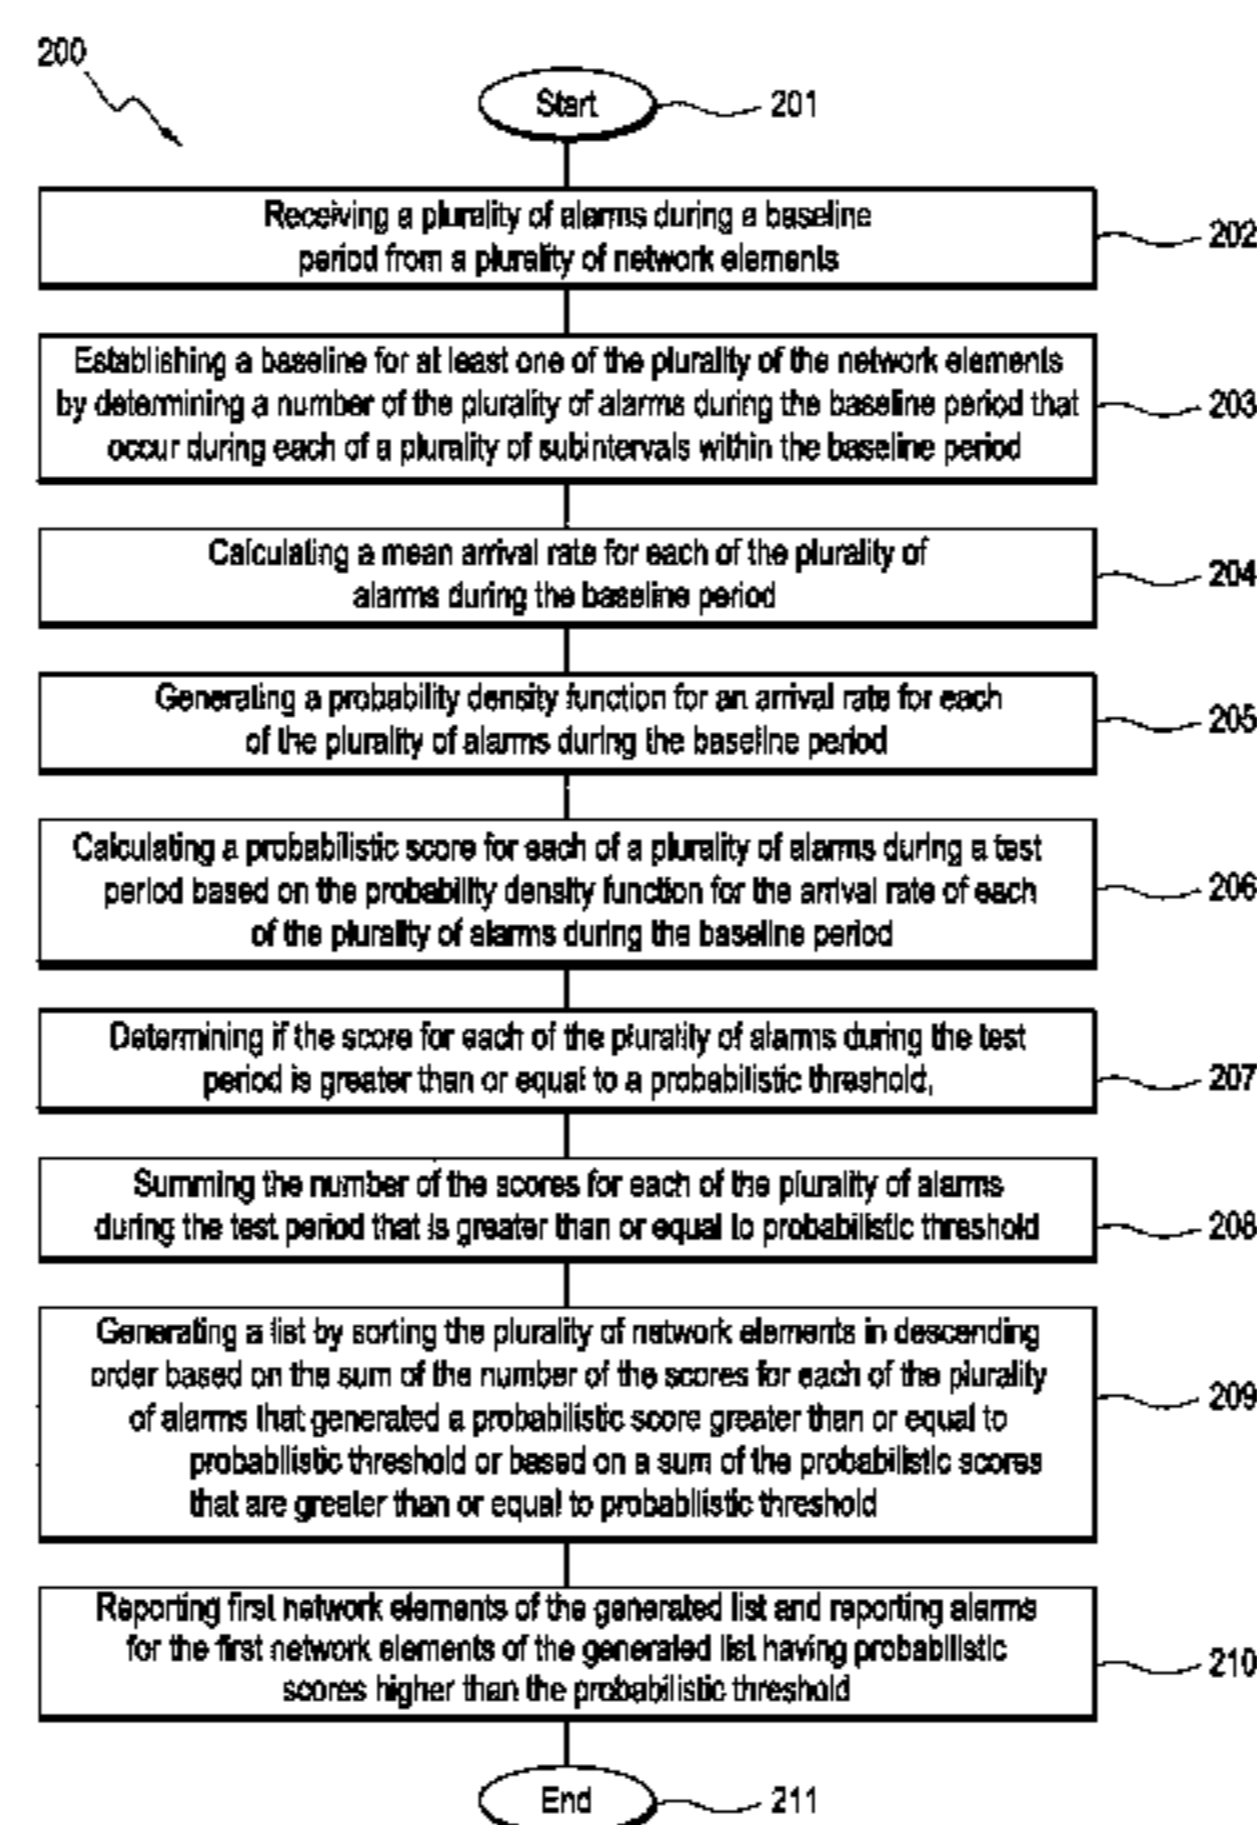 200
Start
201
Receiving a plurality of alarms during a baseline
period from a plurality of network elements
202
Establishing a baseline for at least one of the plurality of the network elements
by determining a number of the plurality of alarms during the baseline period that
occur during each of a plurality of subintervals within the baseline period
203
Calculating a mean arrival rate for each of the plurality of
alarms during the baseline period
204
Generating a probability density function for an arrival rate for each
of the plurality of alarms during the baseline period
205
Calculating a probabilistic score for each of a plurality of alarms during a test
period based on the probability density function for the arrival rate of each
of the plurality of alarms during the baseline period
206
Determining if the score for each of the plurality of alarms during the test
period is greater than or equal to a probabilistic threshold,
207
Summing the number of the scores for each of the plurality of alarms
during the test period that is greater than or equal to probabilistic threshold
208
Generating a list by sorting the plurality of network elements in descending
order based on the sum of the number of the scores for each of the plurality
of alarms that generated a probabilistic score greater than or equal to
probabilistic threshold or based on a sum of the probabilistic scores
that are greater than or equal to probabilistic threshold
209
Reporting first network elements of the generated list and reporting alarms
for the first network elements of the generated list having probabilistic
scores higher than the probabilistic threshold
210
End
211